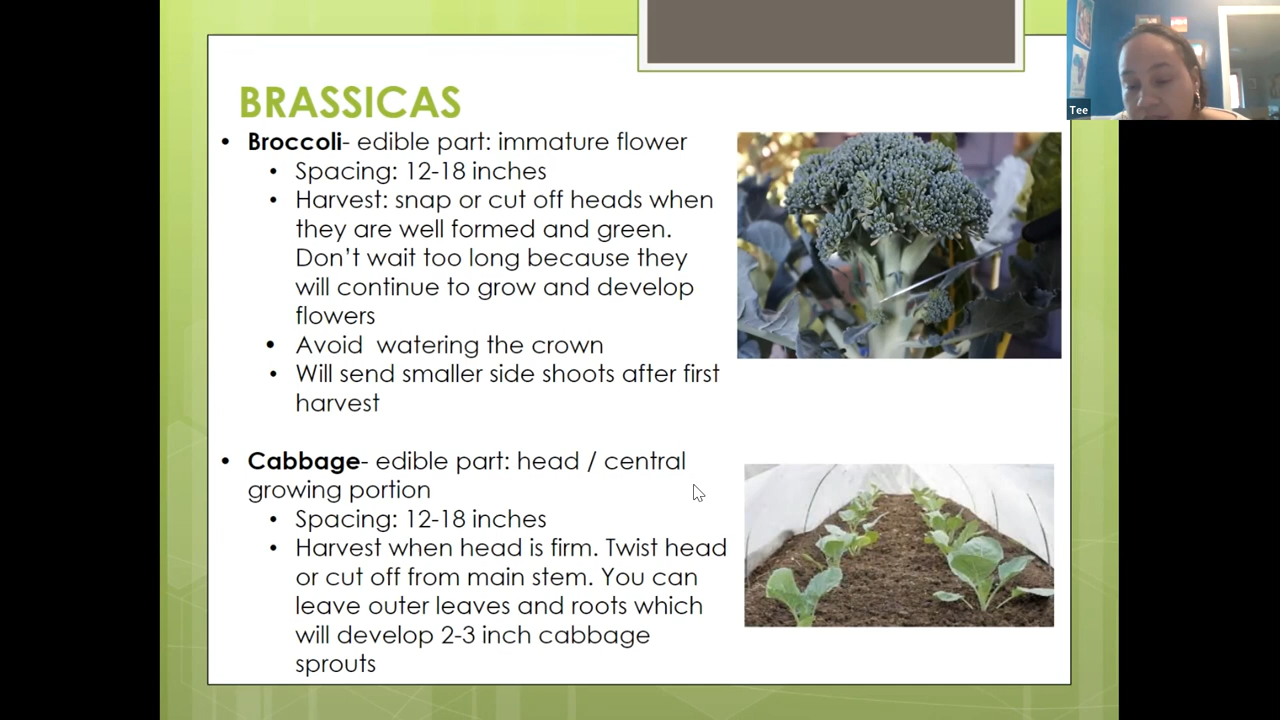 BRASSICAS
• Broccoli- edible part: immature flower
• Spacing: 12-18 inches
• Harvest: snap or cut off heads when
they are well formed and green.
Don't wait too long because they
will continue to grow and develop
flowers
• Avoid  watering the crown
• Will send smaller side shoots after first
harvest
• Cabbage- edible part: head / central
growing portion
• Spacing: 12-18 inches
• Harvest when head is firm. Twist head
or cut off from main stem. You can
leave outer leaves and roots which
will develop 2-3 inch cabbage
sprouts
Tee